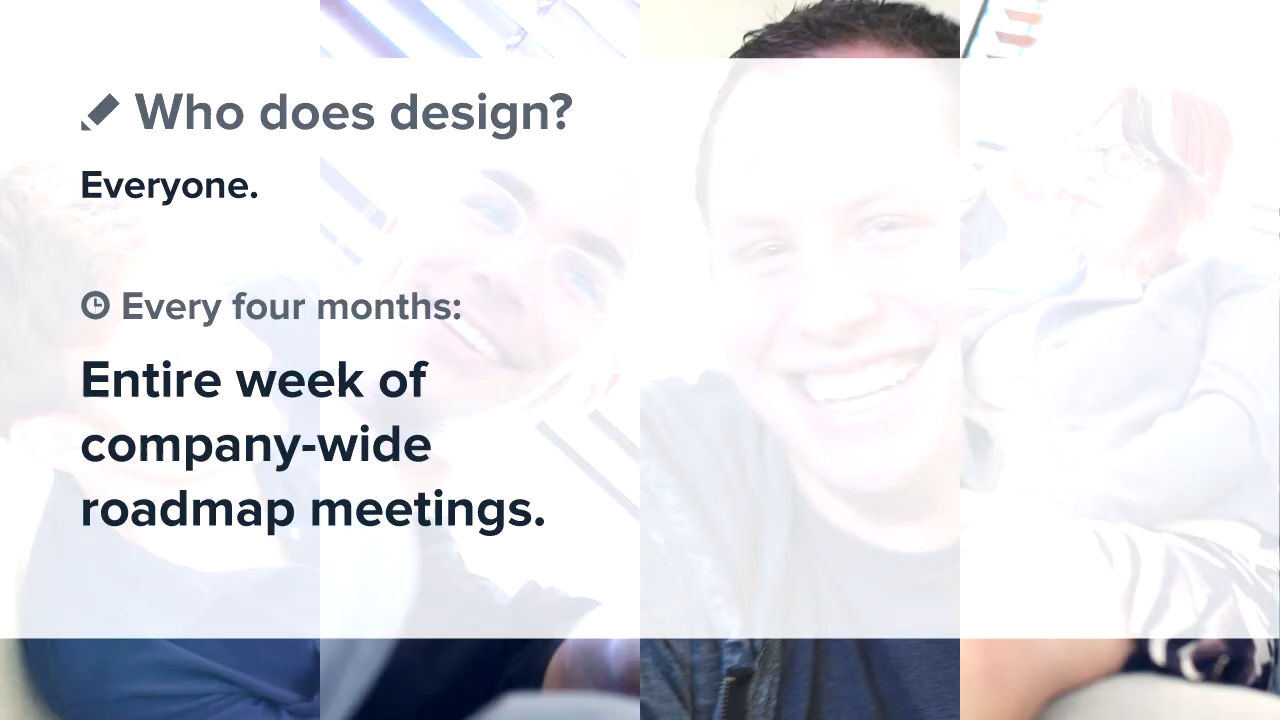 Who does design?
Everyone.
Every four months:
Entire week of
company-wide
roadmap meetings.